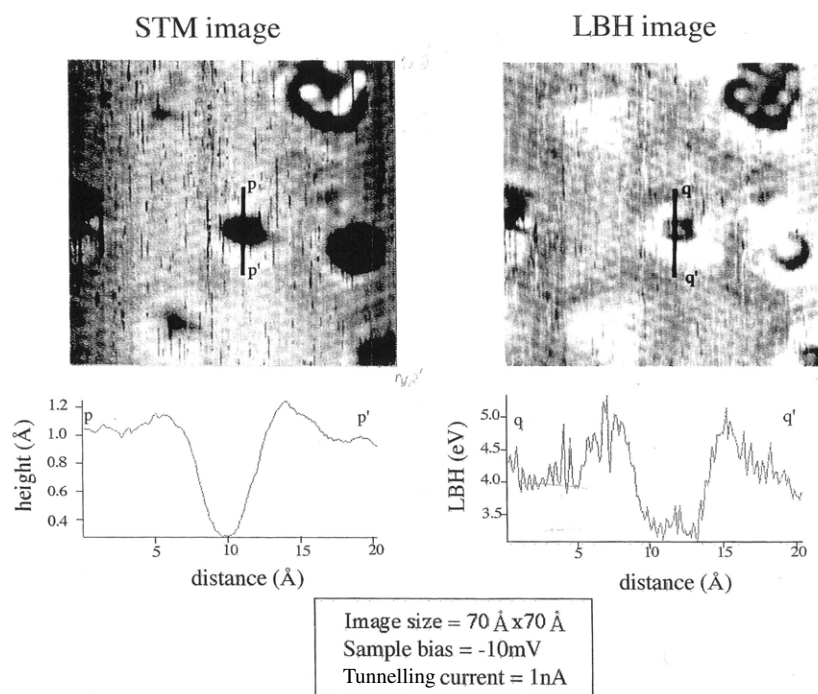 STM image
LBH image
p
p'
q
q'
p
p'
height (Å)
1.2
1.0
0.8
0.6
0.4
5
10
15
20
distance (Å)
q
q'
LBH (eV)
5.0
4.5
4.0
3.5
5
10
15
20
distance (Å)
Image size = 70 Å x 70 Å
Sample bias = -10mV
Tunnelling current = 1nA